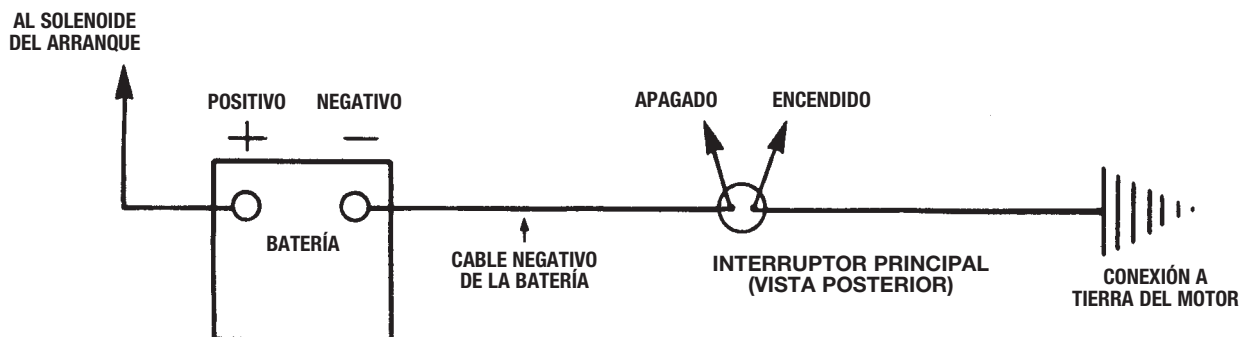 AL SOLENOIDE
DEL ARRANQUE
POSITIVO
NEGATIVO
+
−
APAGADO
ENCENDIDO
BATERÍA
CABLE NEGATIVO
DE LA BATERÍA
INTERRUPTOR PRINCIPAL
(VISTA POSTERIOR)
CONEXIÓN A
TIERRA DEL MOTOR